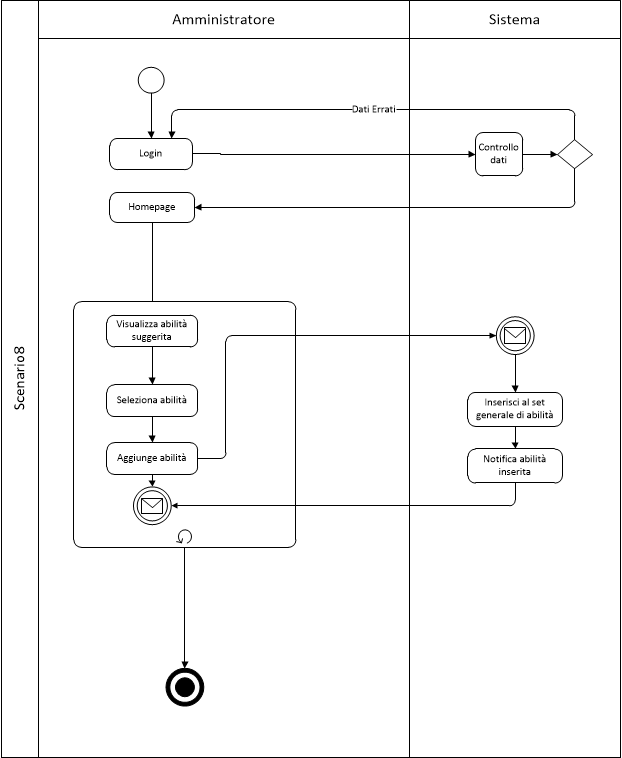 Amministratore
Sistema
Scenario8
Dati Errati
Login
Controllo
dati
Homepage
Visualizza abilità
suggerita
Seleziona abilità
Inserisci al set
generale di abilità
Aggiunge abilità
Notifica abilità
inserita